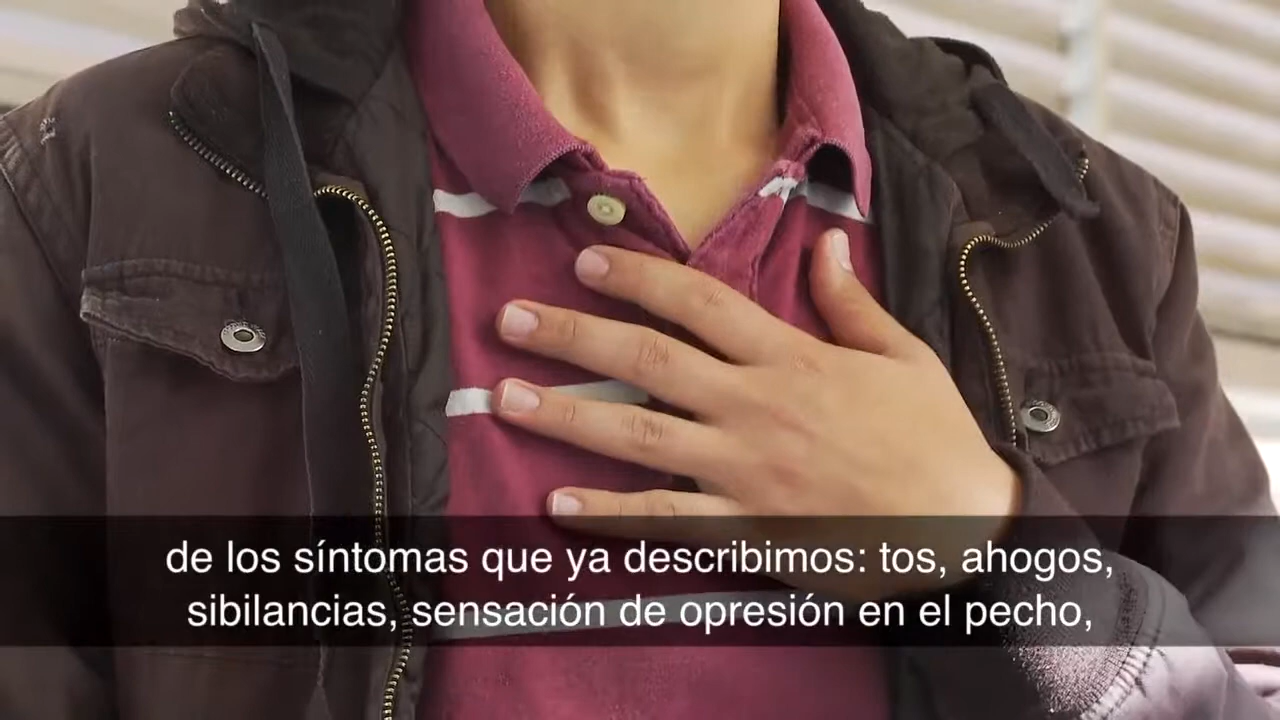 de los síntomas que ya describimos: tos, ahogos,
sibilancias, sensación de opresión en el pecho,